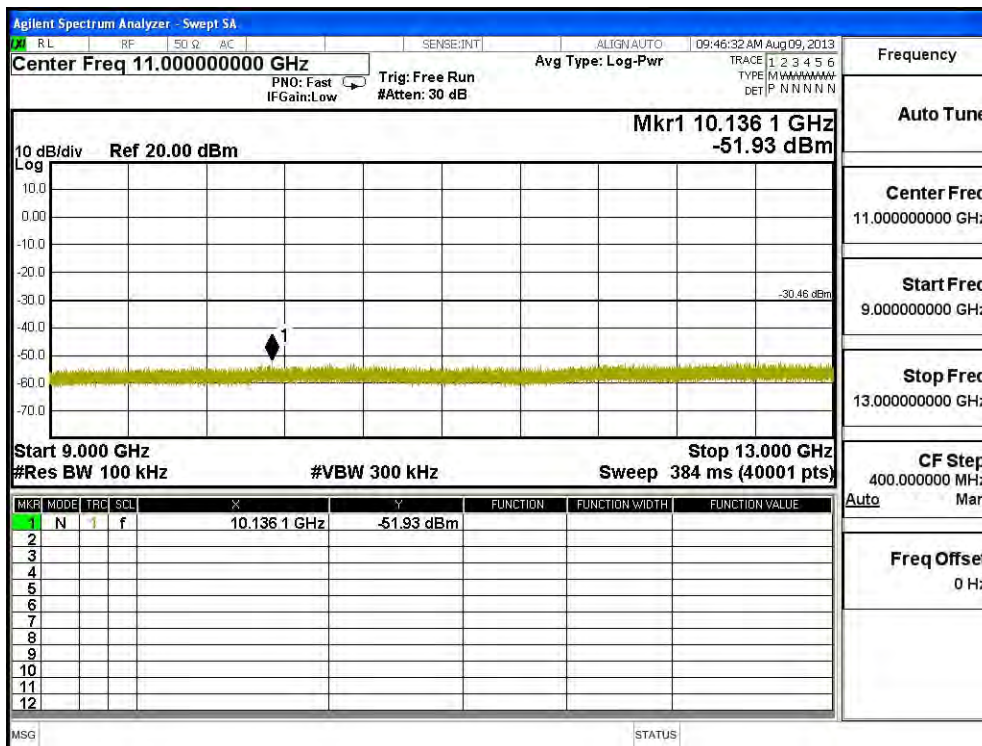 Agilent Spectrum Analyzer - Swept SA
RL RF 50 Ω AC SENSE:INT ALIGN AUTO 09:46:32 AM Aug 09, 2013
Center Freq 11.000000000 GHz
PNO: Fast
IFGain:Low
Trig: Free Run
#Atten: 30 dB
Avg Type: Log-Pwr
TRACE 1 2 3 4 5 6
TYPE M WWWWW
DET P N N N N N
Mkr1 10.136 1 GHz
-51.93 dBm
10 dB/div Ref 20.00 dBm
Log
10.0
0.00
-10.0
-20.0
-30.0
-40.0
-50.0
-60.0
-70.0
-30.46 dBm
1
Start 9.000 GHz Stop 13.000 GHz
#Res BW 100 kHz #VBW 300 kHz Sweep 384 ms (40001 pts)
MKR MODE TRC SCL X Y FUNCTION FUNCTION WIDTH FUNCTION VALUE
1 N 1 f 10.136 1 GHz -51.93 dBm
2
3
4
5
6
7
8
9
10
11
12
MSG STATUS
Frequency
Auto Tune
Center Freq
11.000000000 GHz
Start Freq
9.000000000 GHz
Stop Freq
13.000000000 GHz
CF Step
400.000000 MHz
Auto Man
Freq Offset
0 Hz